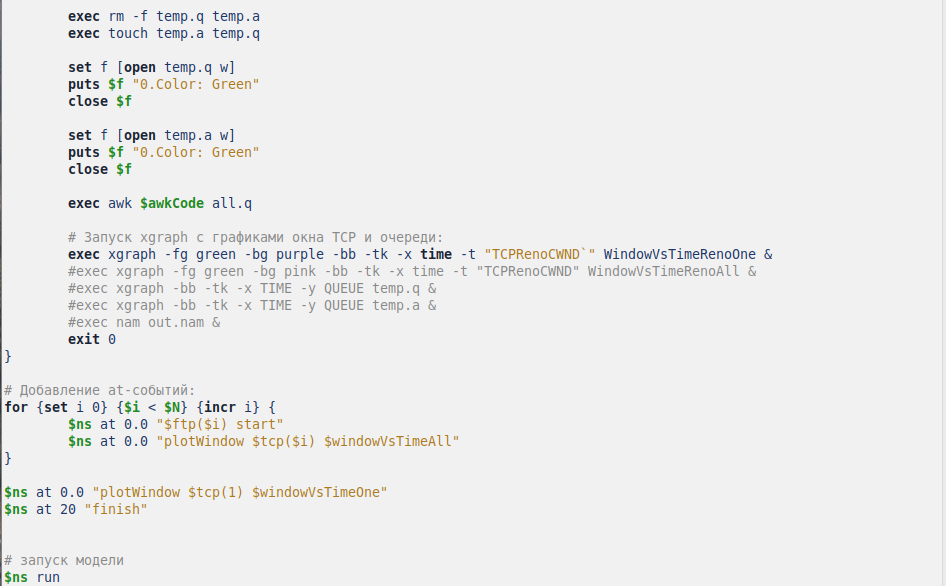 exec rm -f temp.q temp.a
exec touch temp.a temp.q
set f [open temp.q w]
puts $f "0.Color: Green"
close $f
set f [open temp.a w]
puts $f "0.Color: Green"
close $f
exec awk $awkCode all.q
# Запуск xgraph с графиками окна TCP и очереди:
exec xgraph -fg green -bg purple -bb -tk -x time -t "TCPRenoCWND`" WindowVsTimeRenoOne &
#exec xgraph -fg green -bg pink -bb -tk -x time -t "TCPRenoCWND" WindowVsTimeRenoAll &
#exec xgraph -bb -tk -x TIME -y QUEUE temp.q &
#exec xgraph -bb -tk -x TIME -y QUEUE temp.a &
#exec nam out.nam &
exit 0
}
# Добавление at-событий:
for {set i 0} {$i < $N} {incr i} {
$ns at 0.0 "$ftp($i) start"
$ns at 0.0 "plotWindow $tcp($i) $windowVsTimeAll"
}
$ns at 0.0 "plotWindow $tcp(1) $windowVsTimeOne"
$ns at 20 "finish"
# запуск модели
$ns run